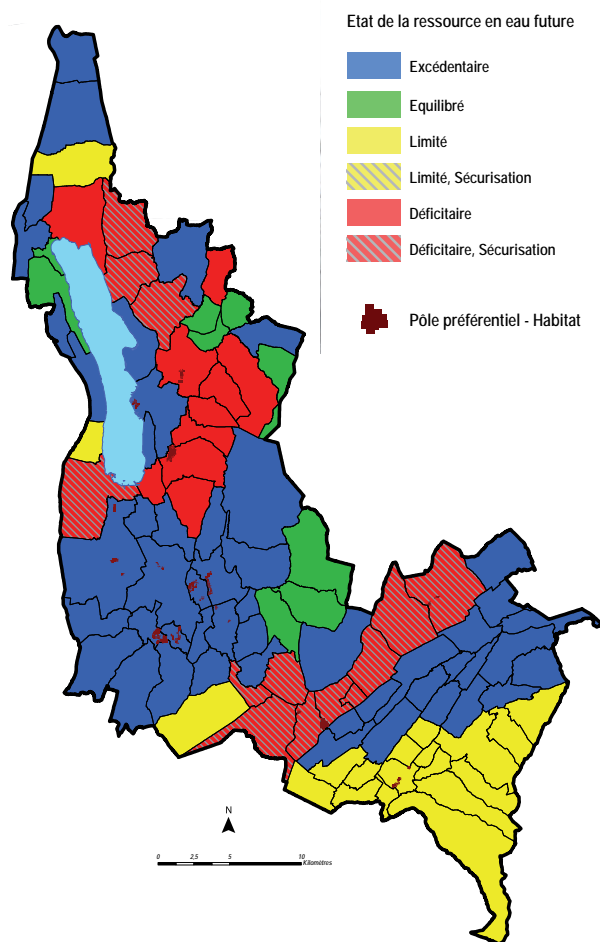 Etat de la ressource en eau future
Excédentaire
Equilibré
Limité
Limité, Sécurisation
Déficitaire
Déficitaire, Sécurisation
Pôle préférentiel - Habitat
N
0 2,5 5 10
Kilomètres